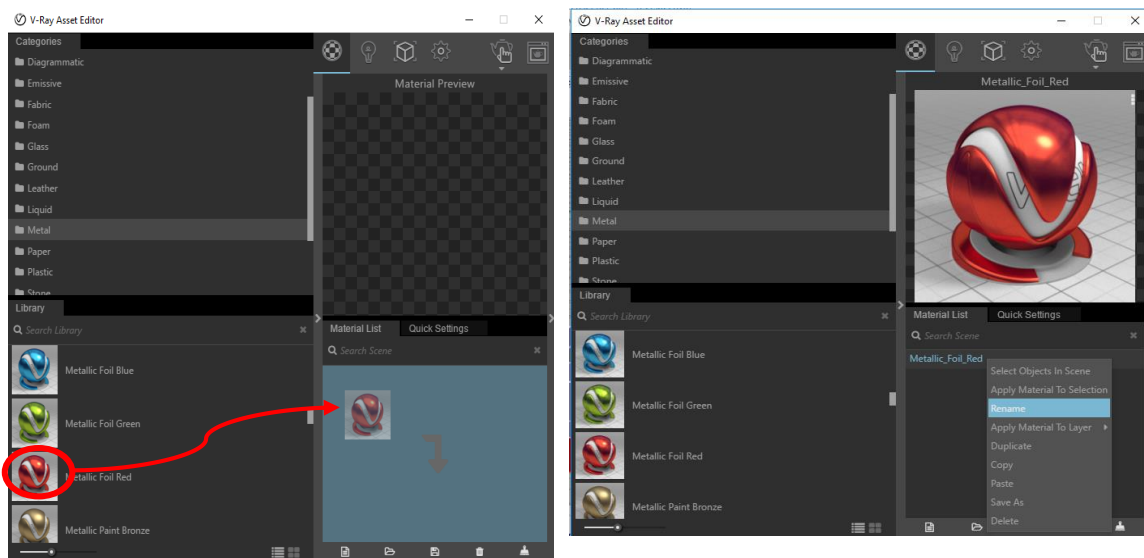 V-Ray Asset Editor
Categories
Diagrammatic
Emissive
Fabric
Foam
Glass
Ground
Leather
Liquid
Metal
Paper
Plastic
Stone
Library
Search Library
Metallic Foil Blue
Metallic Foil Green
Metallic Foil Red
Metallic Paint Bronze
Material Preview
Material List Quick Settings
Search Scene
V-Ray Asset Editor
Categories
Diagrammatic
Emissive
Fabric
Foam
Glass
Ground
Leather
Liquid
Metal
Paper
Plastic
Stone
Library
Search Library
Metallic Foil Blue
Metallic Foil Green
Metallic Foil Red
Metallic Paint Bronze
Metallic_Foil_Red
Material List Quick Settings
Search Scene
Metallic_Foil_Red
Select Objects In Scene
Apply Material To Selection
Rename
Apply Material To Layer
Duplicate
Copy
Paste
Save As
Delete